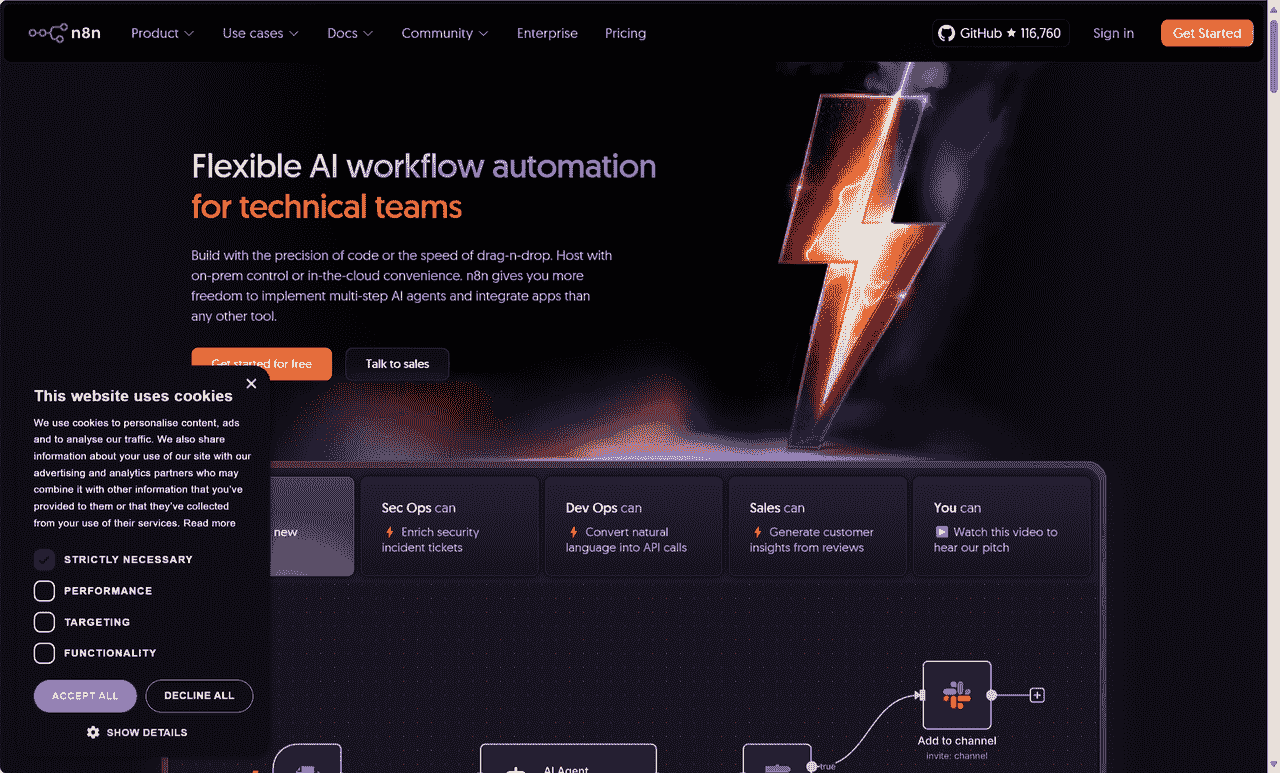 n8n Product Use cases Docs Community Enterprise Pricing GitHub ★ 116,760 Sign in Get Started
Flexible AI workflow automation
for technical teams
Build with the precision of code or the speed of drag-n-drop. Host with
on-prem control or in-the-cloud convenience. n8n gives you more
freedom to implement multi-step AI agents and integrate apps than
any other tool.
Get started for free Talk to sales
This website uses cookies
We use cookies to personalise content, ads
and to analyse our traffic. We also share
information about your use of our site with our
advertising and analytics partners who may
combine it with other information that you've
provided to them or that they've collected
from your use of their services. Read more
STRICTLY NECESSARY
PERFORMANCE
TARGETING
FUNCTIONALITY
ACCEPT ALL DECLINE ALL
SHOW DETAILS
new
Sec Ops can
Enrich security
incident tickets
Dev Ops can
Convert natural
language into API calls
Sales can
Generate customer
insights from reviews
You can
Watch this video to
hear our pitch
Add to channel
invite: channel
true
AI Agent